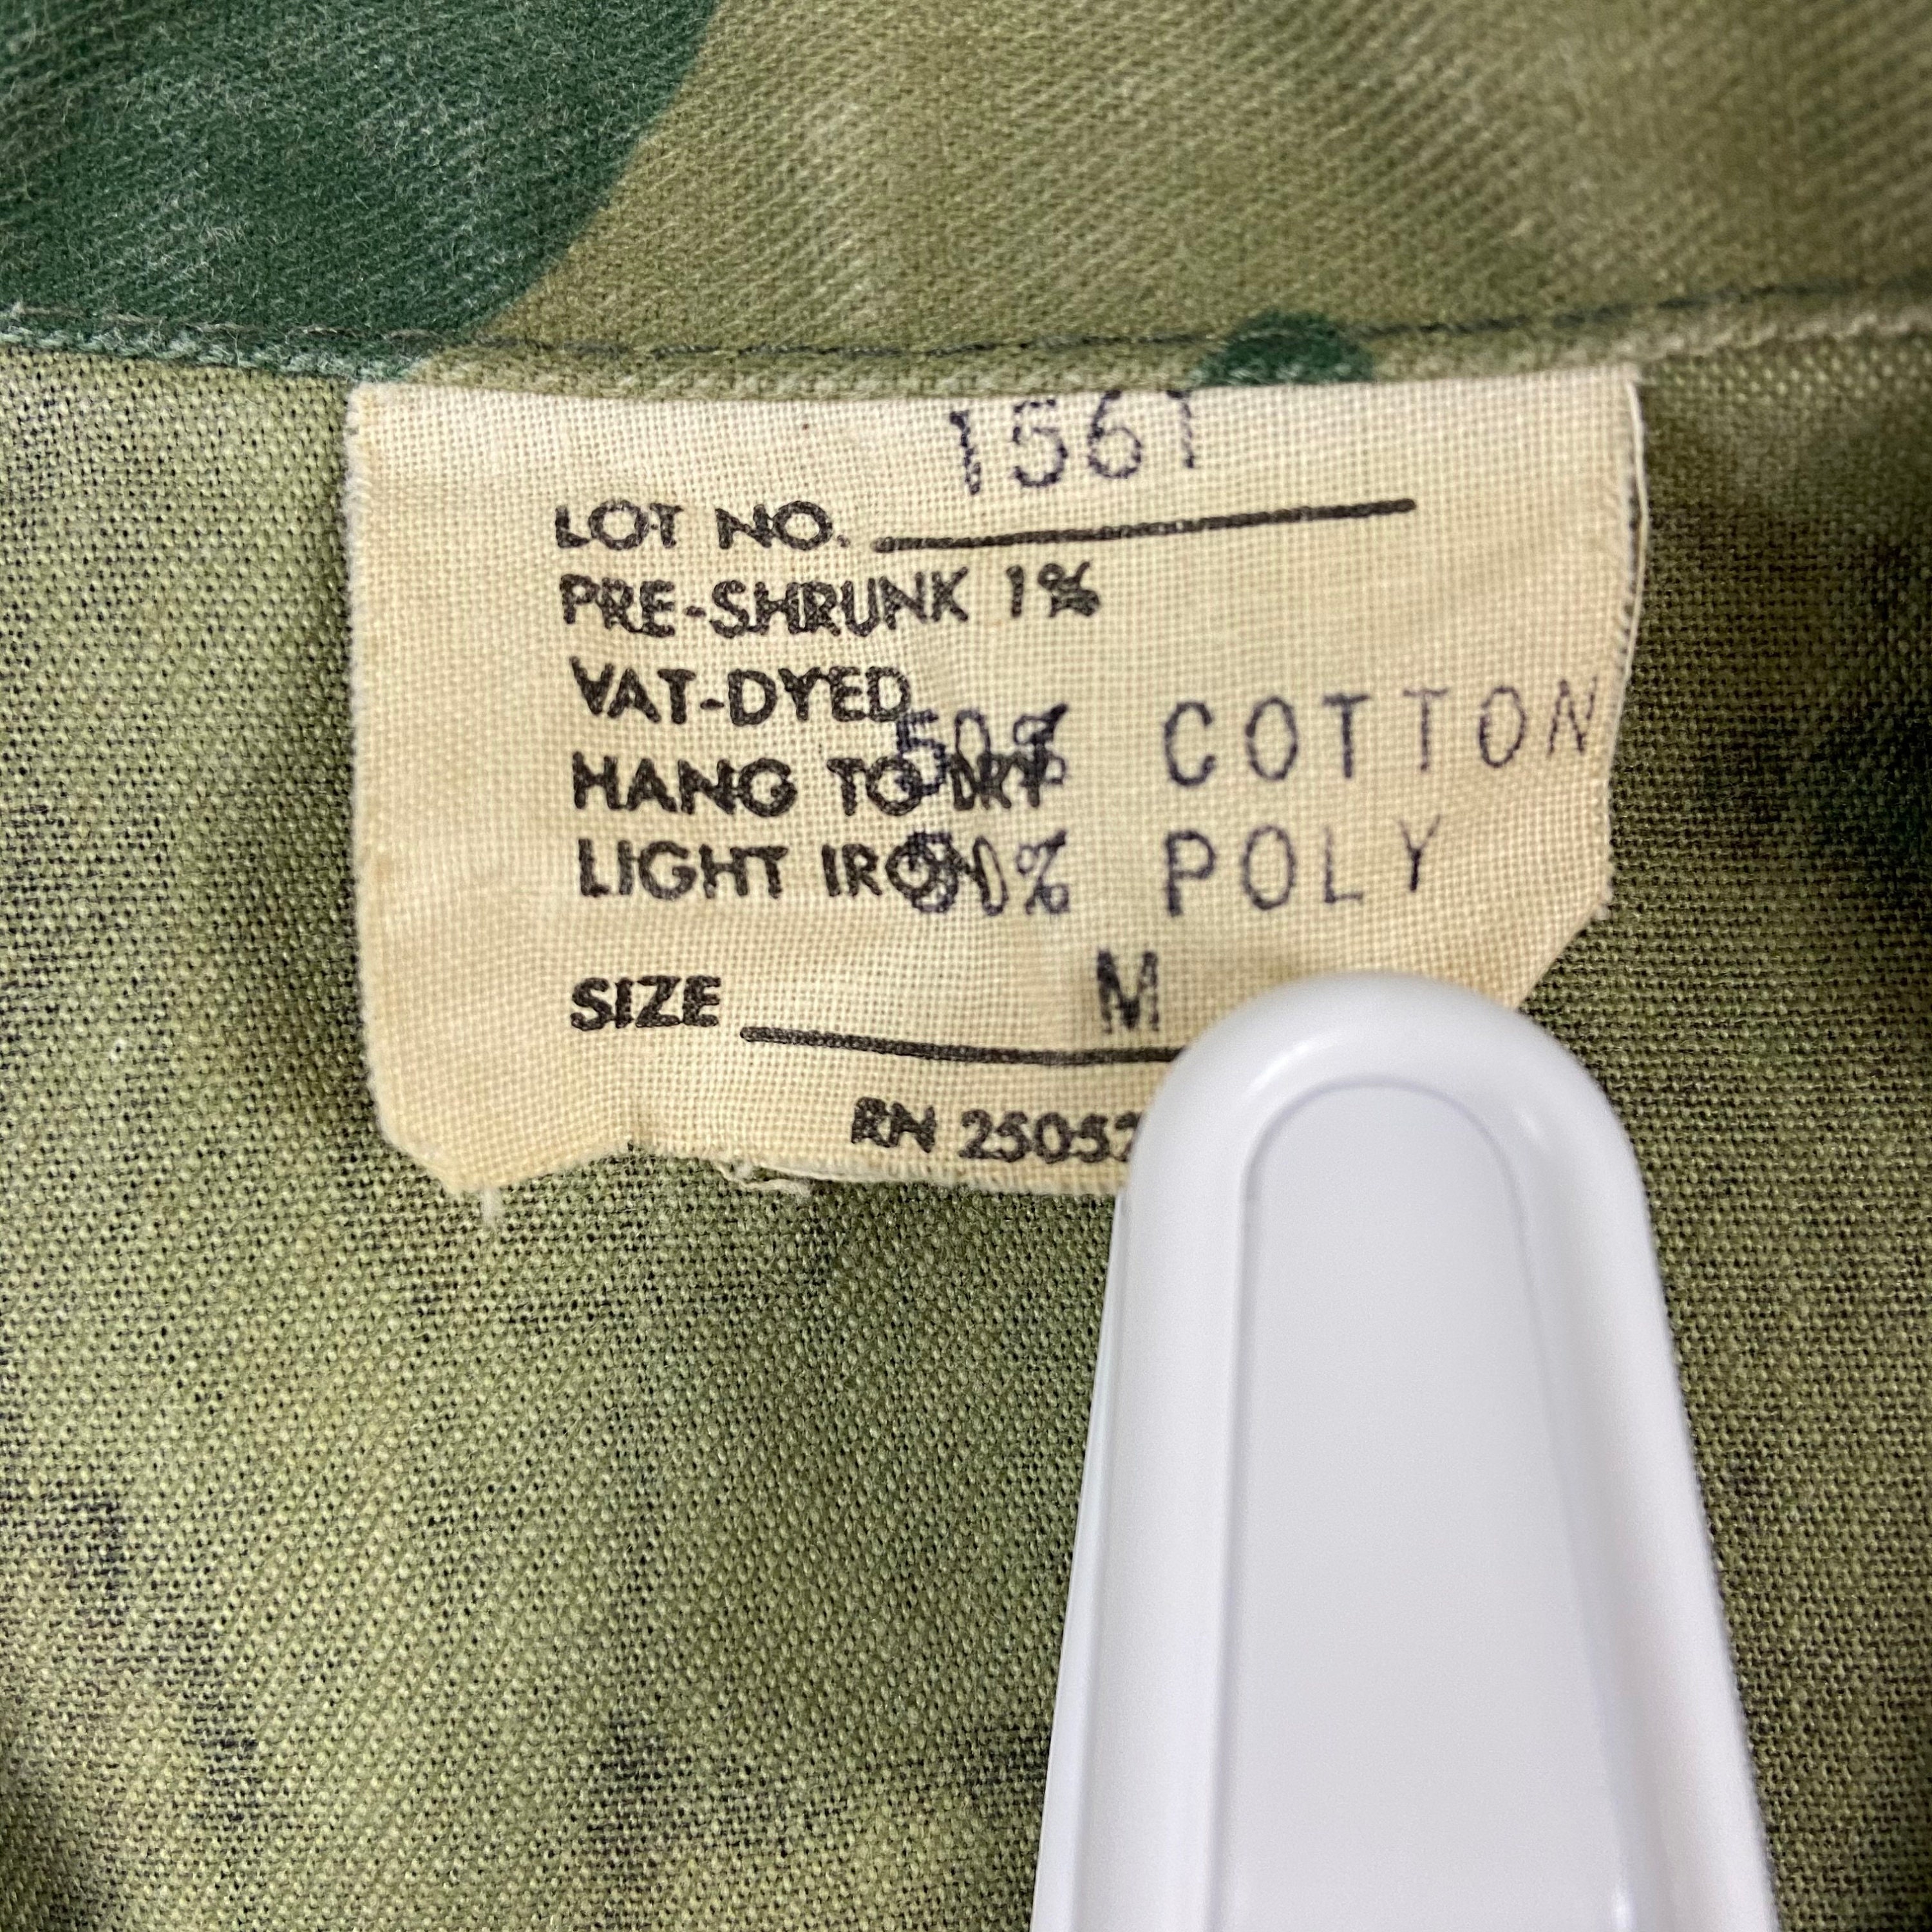 1561
LOT NO.
PRE-SHRUNK 1%
VAT-DYED
50% COTTON
HANG TO DRY
50% POLY
LIGHT IRON
M
SIZE
RN 25052